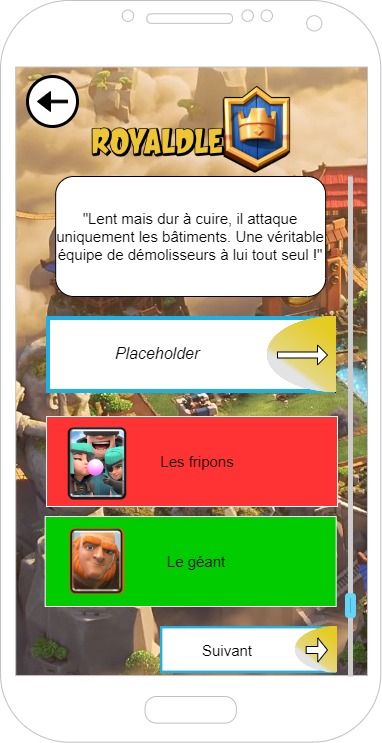 ROYALDLE
"Lent mais dur à cuire, il attaque
uniquement les bâtiments. Une véritable
équipe de démolisseurs à lui tout seul !"
Placeholder
Les fripons
Le géant
Suivant